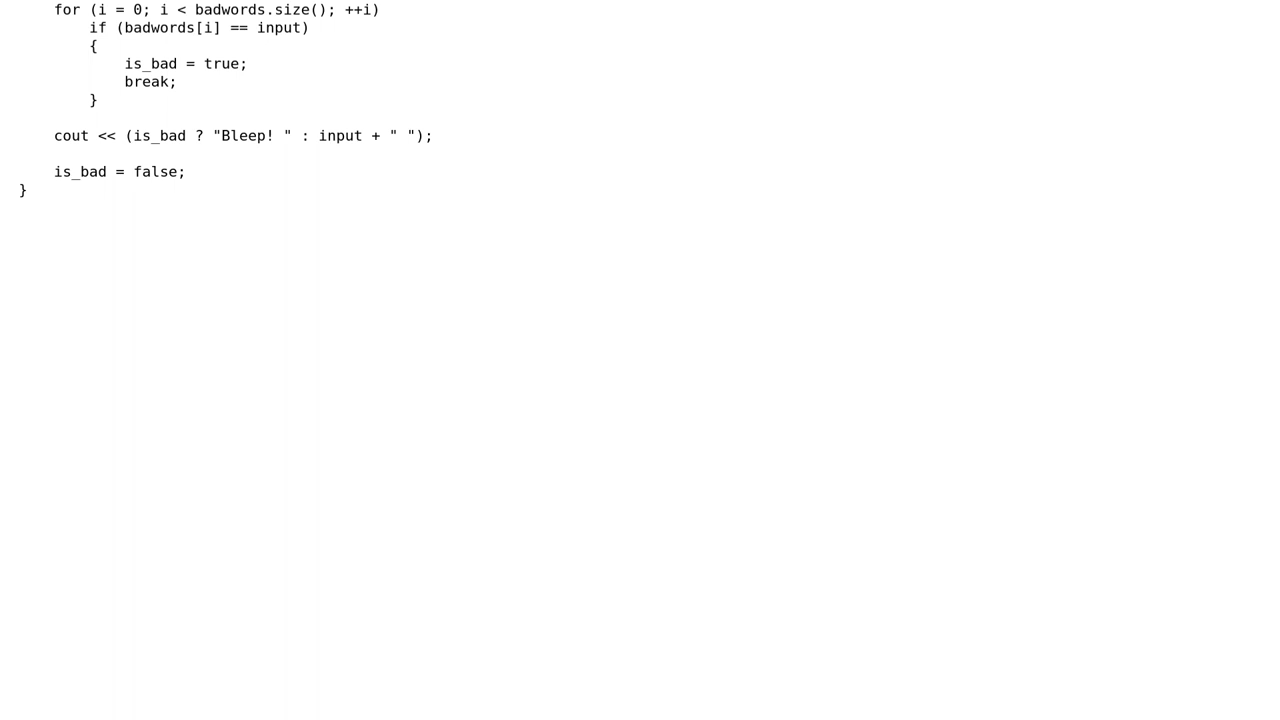 for (i = 0; i < badwords.size(); ++i)
        if (badwords[i] == input)
        {
            is_bad = true;
            break;
        }

    cout << (is_bad ? "Bleep! " : input + " ");

    is_bad = false;
}